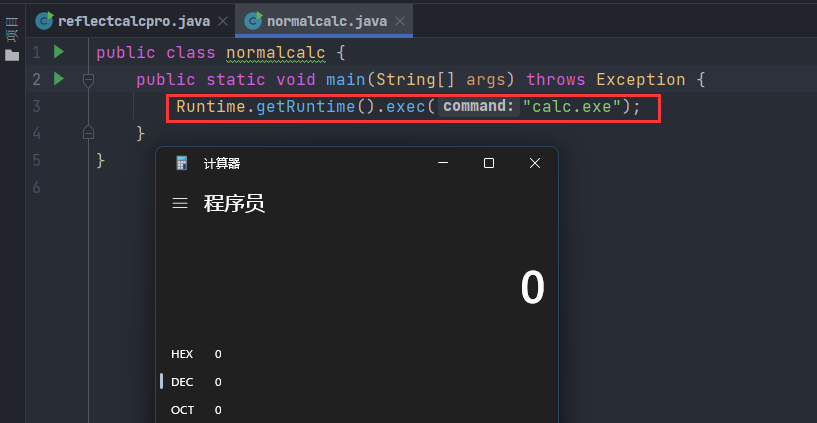 reflectcalcpro.java normalcalc.java
项目
1 public class normalcalc {
2 public static void main(String[] args) throws Exception {
3 Runtime.getRuntime().exec( command: "calc.exe");
4 }
5 }
6
计算器
程序员
0
HEX 0
DEC 0
OCT 0